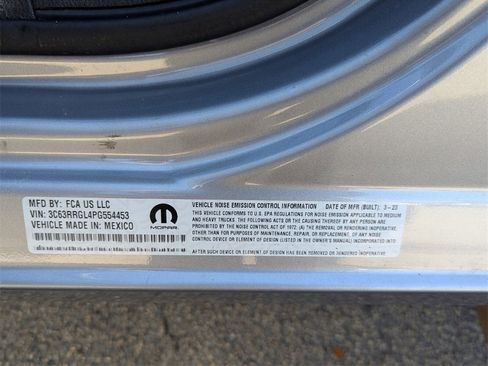 MFD BY: FCA US LLC
VIN: 3C63RRGL4PG554453
VEHICLE MADE IN: MEXICO
MOPAR
VEHICLE NOISE EMISSION CONTROL INFORMATION DATE OF MFR (BUILT): 3-23
THIS VEHICLE CONFORMS TO U.S. EPA REGULATIONS FOR NOISE EMISSION APPLICABLE TO MEDIUM
AND HEAVY TRUCKS. THE FOLLOWING ACTS OR THE CAUSING THEREOF BY ANY PERSON
ARE PROHIBITED BY THE NOISE CONTROL ACT OF 1972. (A) THE REMOVAL OR RENDERING INOPERATIVE,
OTHER THAN FOR PURPOSES OF MAINTENANCE, REPAIR, OR REPLACEMENT, OF ANY NOISE
CONTROL DEVICE OR ELEMENT OF DESIGN (LISTED IN THE OWNER'S MANUAL)
AFTER SUCH DEVICE OR ELEMENT OF DESIGN HAS BEEN REMOVED OR RENDERED INOPERATIVE.